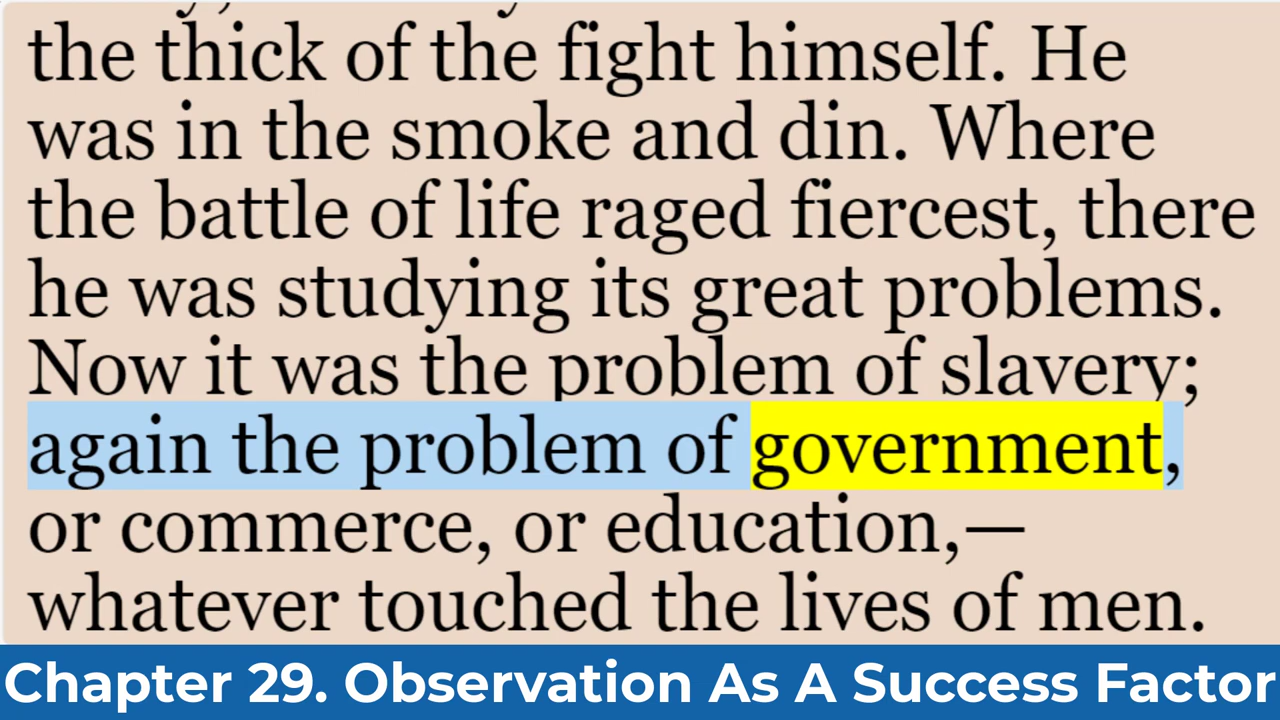 the thick of the fight himself. He
was in the smoke and din. Where
the battle of life raged fiercest, there
he was studying its great problems.
Now it was the problem of slavery;
again the problem of government,
or commerce, or education,—
whatever touched the lives of men.
Chapter 29. Observation As A Success Factor